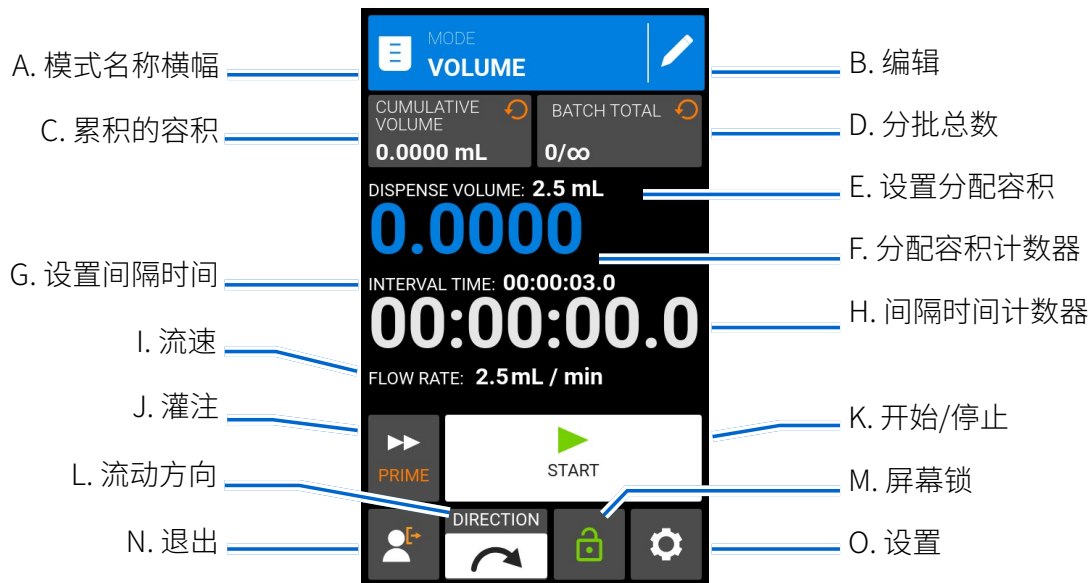 A. 模式名称横幅
MODE
VOLUME
B. 编辑
C. 累积的容积
CUMULATIVE
VOLUME
0.0000 mL
BATCH TOTAL
0/∞
D. 分批总数
DISPENSE VOLUME: 2.5 mL
E. 设置分配容积
0.0000
F. 分配容积计数器
G. 设置间隔时间
INTERVAL TIME: 00:00:03.0
00:00:00.0
H. 间隔时间计数器
I. 流速
FLOW RATE: 2.5mL / min
J. 灌注
PRIME
START
K. 开始/停止
L. 流动方向
DIRECTION
M. 屏幕锁
N. 退出
O. 设置